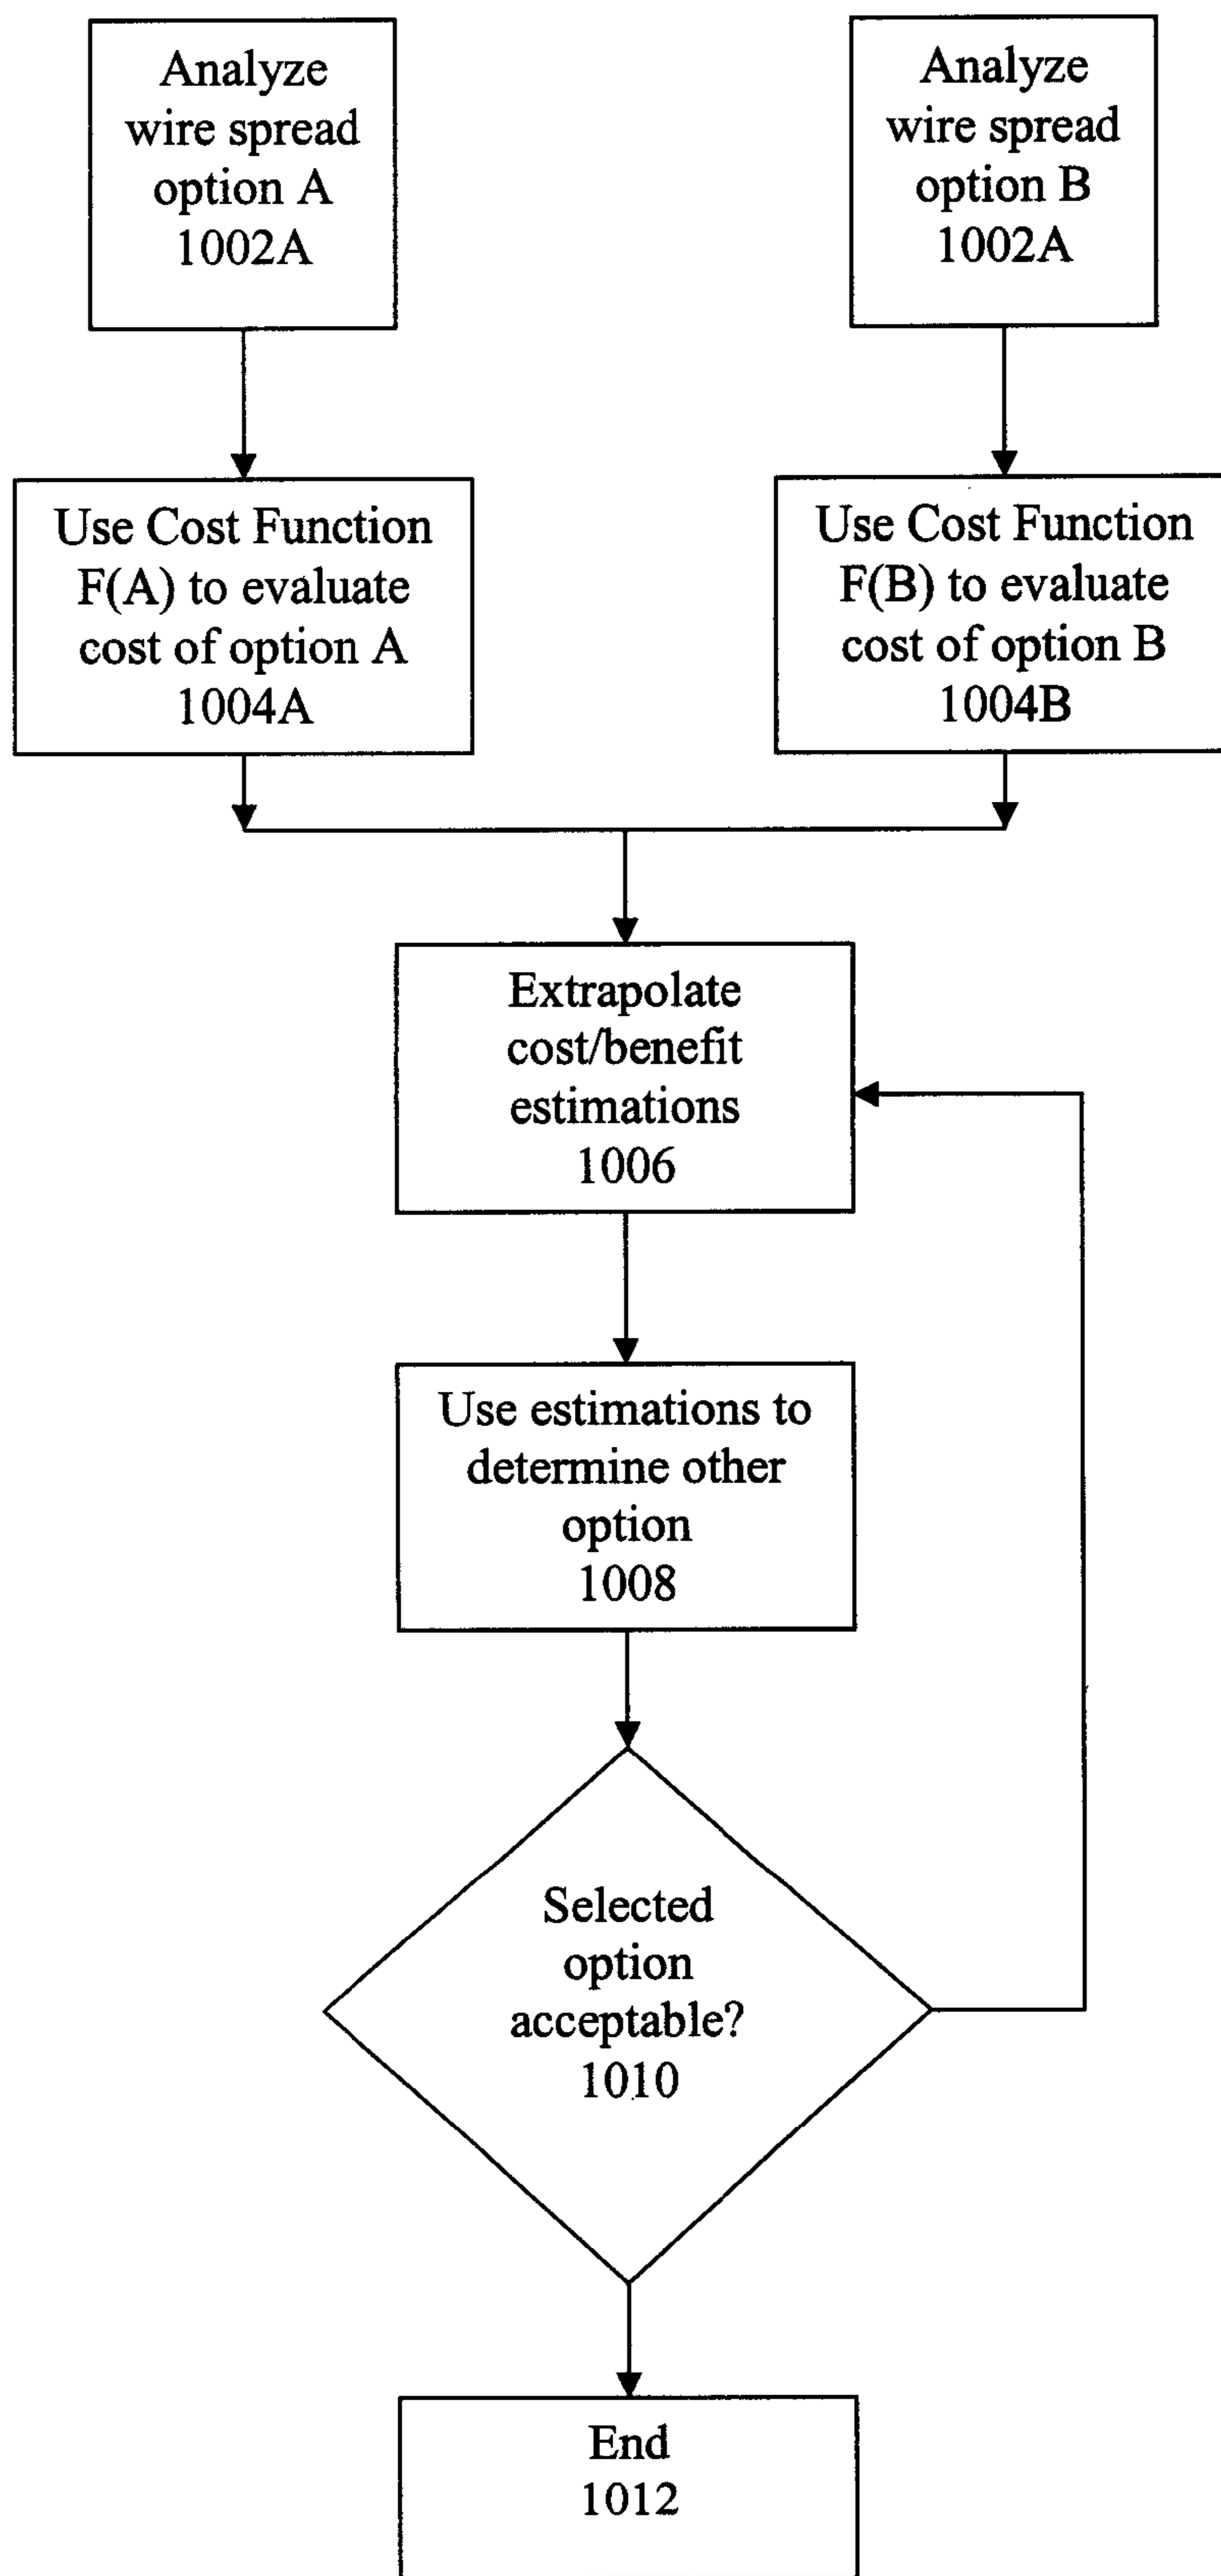 Analyze
wire spread
option A
1002A
Analyze
wire spread
option B
1002A
Use Cost Function
F(A) to evaluate
cost of option A
1004A
Use Cost Function
F(B) to evaluate
cost of option B
1004B
Extrapolate
cost/benefit
estimations
1006
Use estimations to
determine other
option
1008
Selected
option
acceptable?
1010
End
1012